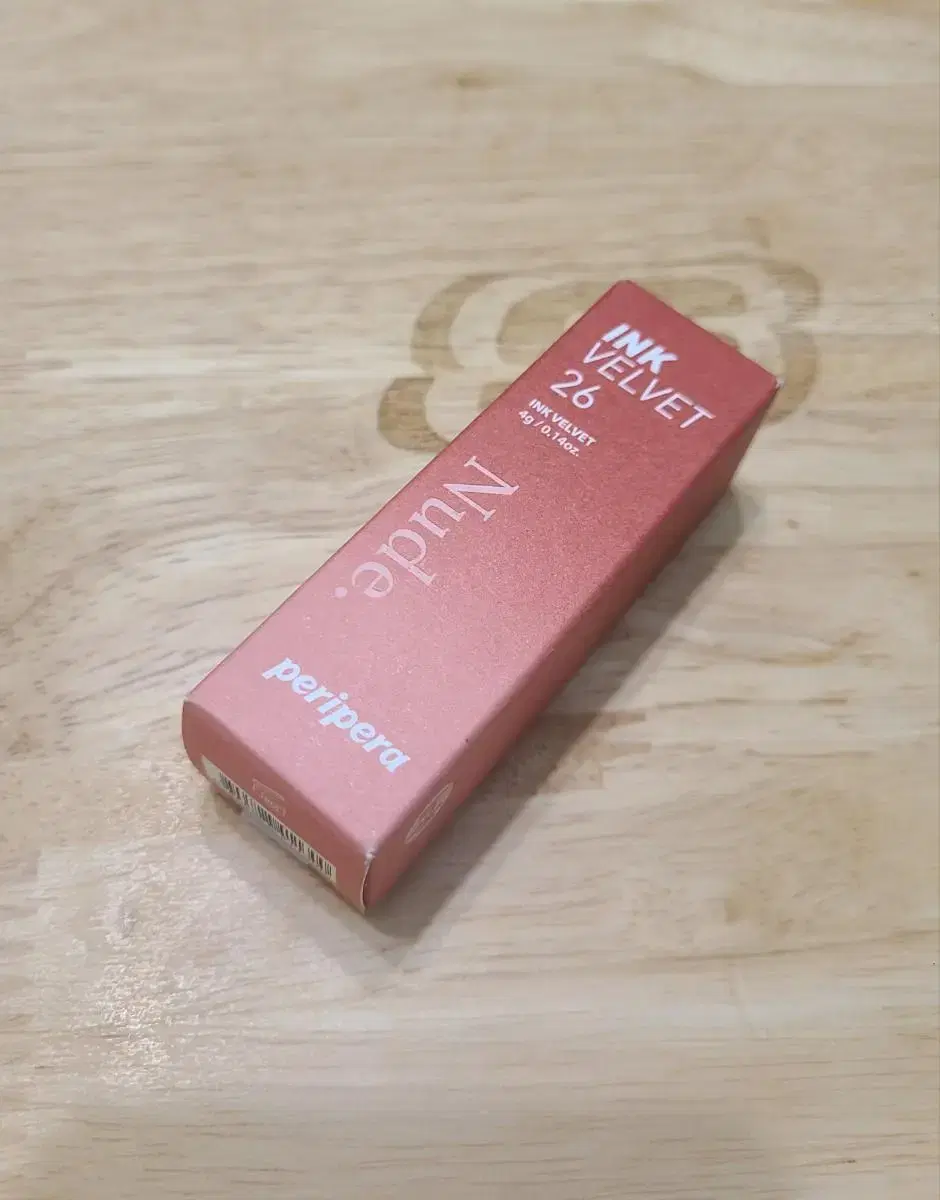 INK
VELVET
26
INK VELVET
4g / 0.14oz.
Nude.
peripera